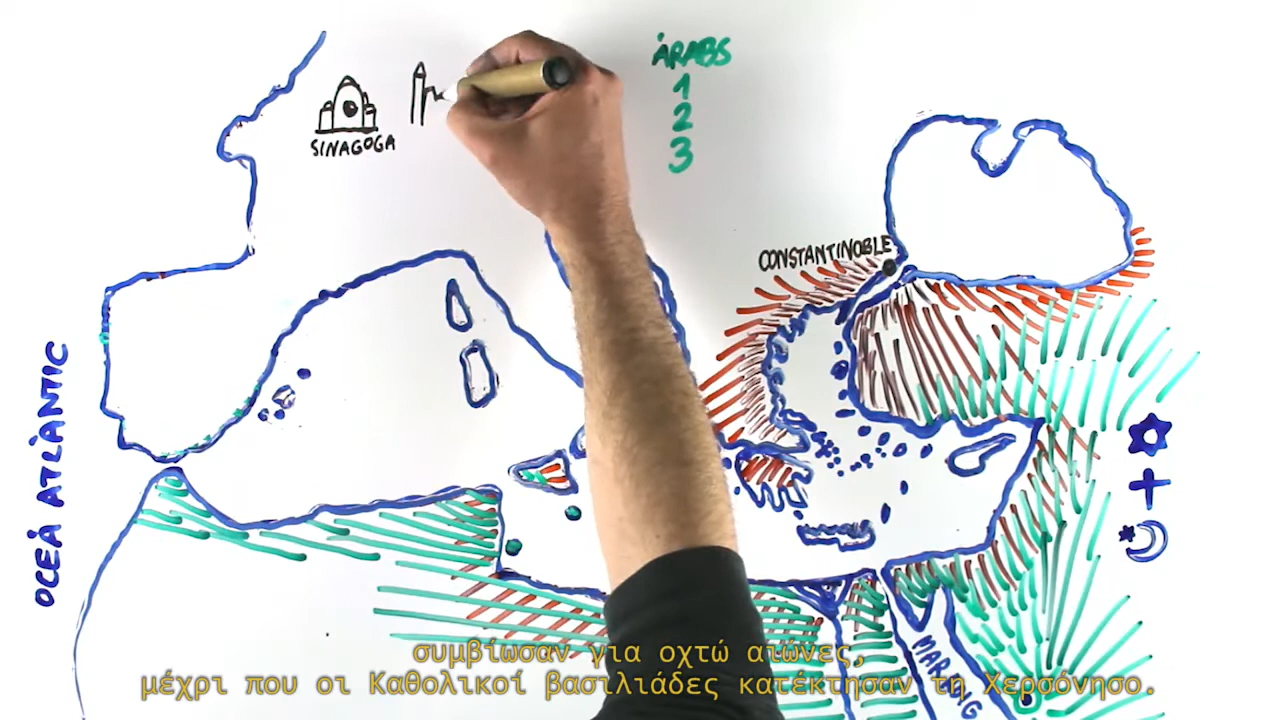 ÀRABS
1
2
3
SINAGOGA
CONSTANTINOBLE
OCEÀ ATLÀNTIC
MAR
συμβίωσαν για οχτώ αιώνες,
μέχρι που οι Καθολικοί βασιλιάδες κατέκτησαν τη Χερσόνησο.